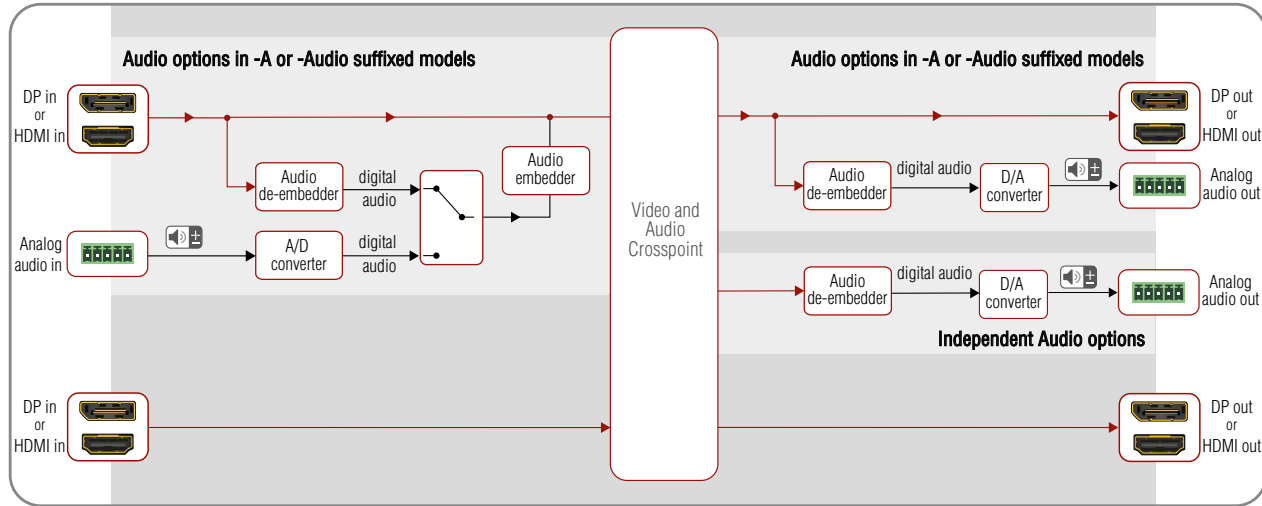 Audio options in -A or -Audio suffixed models
DP in
or
HDMI in
Audio
de-embedder
digital
audio
Audio
embedder
Analog
audio in
A/D
converter
digital
audio
DP in
or
HDMI in
Video and
Audio
Crosspoint
Audio options in -A or -Audio suffixed models
DP out
or
HDMI out
Audio
de-embedder
digital audio
D/A
converter
Analog
audio out
Audio
de-embedder
digital audio
D/A
converter
Analog
audio out
Independent Audio options
DP out
or
HDMI out